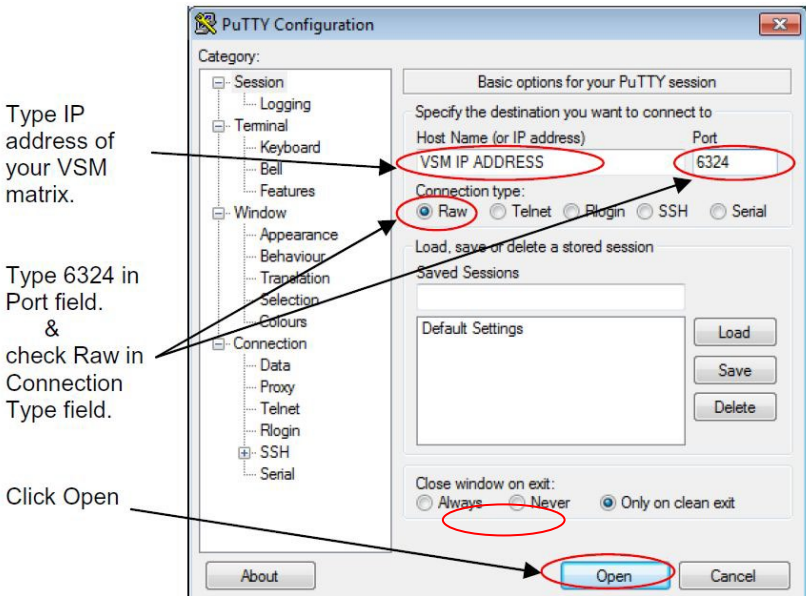 PuTTY Configuration
Category:
Session
Logging
Terminal
Keyboard
Bell
Features
Window
Appearance
Behaviour
Translation
Selection
Colours
Connection
Data
Proxy
Telnet
Rlogin
SSH
Serial
Basic options for your PuTTY session
Specify the destination you want to connect to
Host Name (or IP address) Port
VSM IP ADDRESS 6324
Connection type:
Raw Telnet Rlogin SSH Serial
Load, save or delete a stored session
Saved Sessions
Default Settings
Load
Save
Delete
Close window on exit:
Always Never Only on clean exit
About Open Cancel
Type IP
address of
your VSM
matrix.
Type 6324 in
Port field.
&
check Raw in
Connection
Type field.
Click Open